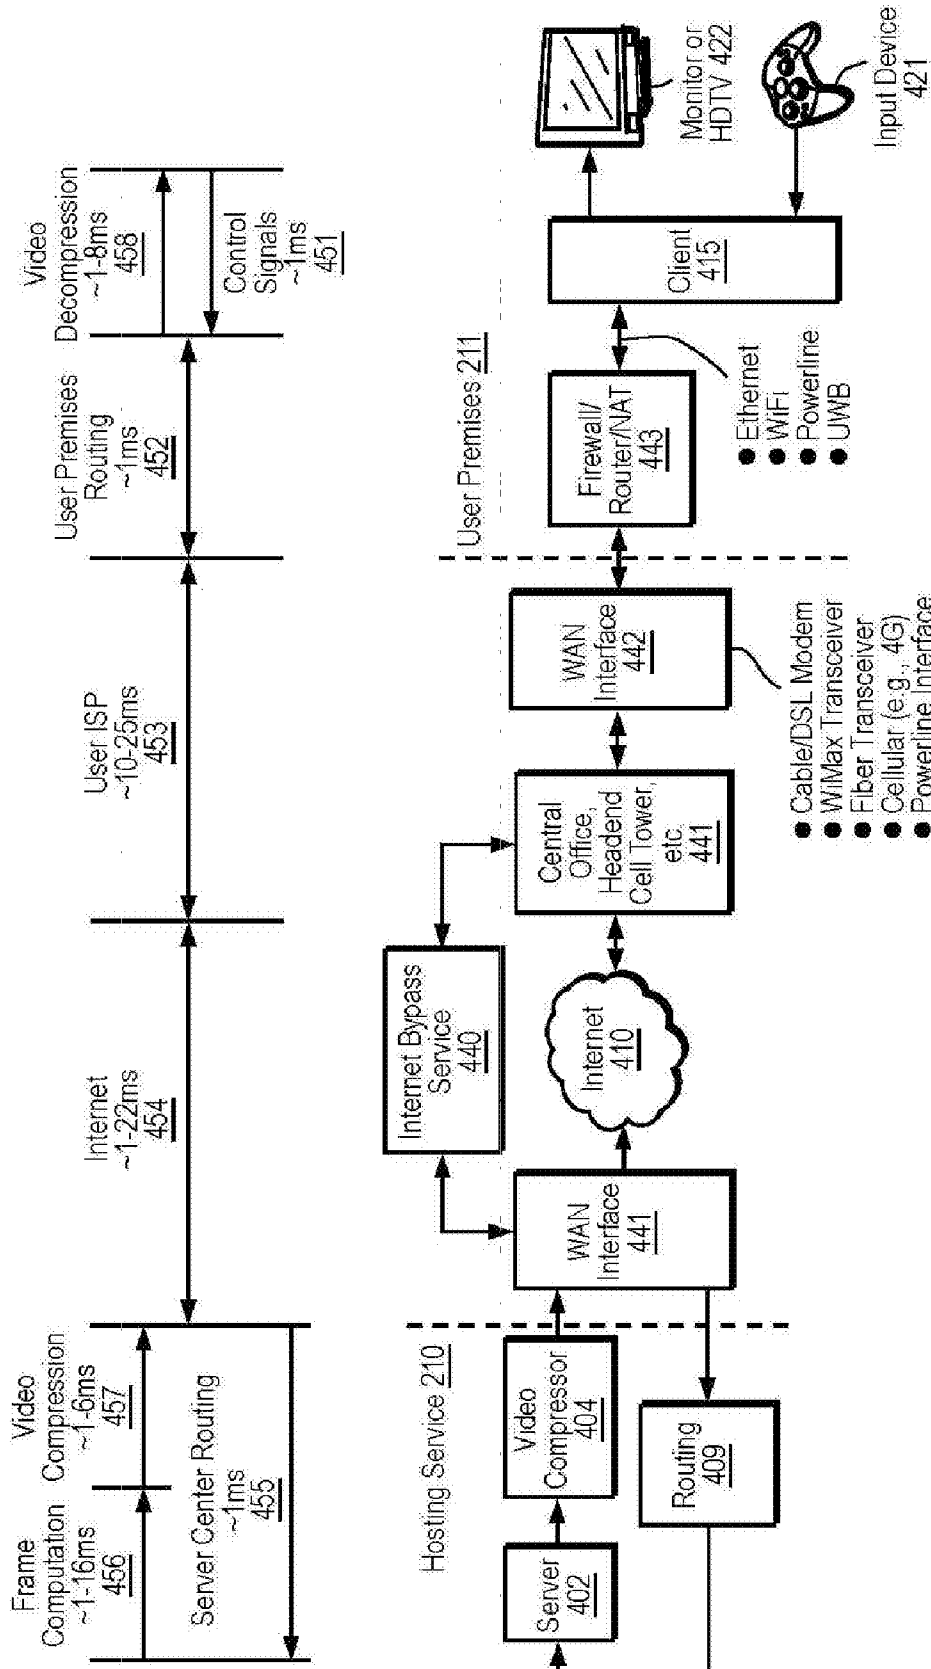 Frame
Computation
~1-16ms
456
Video
Compression
~1-6ms
457
Server Center Routing
~1ms
455
Internet
~1-22ms
454
User ISP
~10-25ms
453
User Premises
Routing
~1ms
452
Video
Decompression
~1-8ms
458
Control
Signals
~1ms
451
Hosting Service 210
Server
402
Video
Compressor
404
Routing
409
WAN
Interface
441
Internet Bypass
Service
440
Internet
410
Central
Office,
Headend
Cell Tower,
etc.
441
WAN
Interface
442
● Cable/DSL Modem
● WiMax Transceiver
● Fiber Transceiver
● Cellular (e.g., 4G)
● Powerline Interface
User Premises 211
Firewall/
Router/NAT
443
● Ethernet
● WiFi
● Powerline
● UWB
Client
415
Monitor or
HDTV 422
Input Device
421